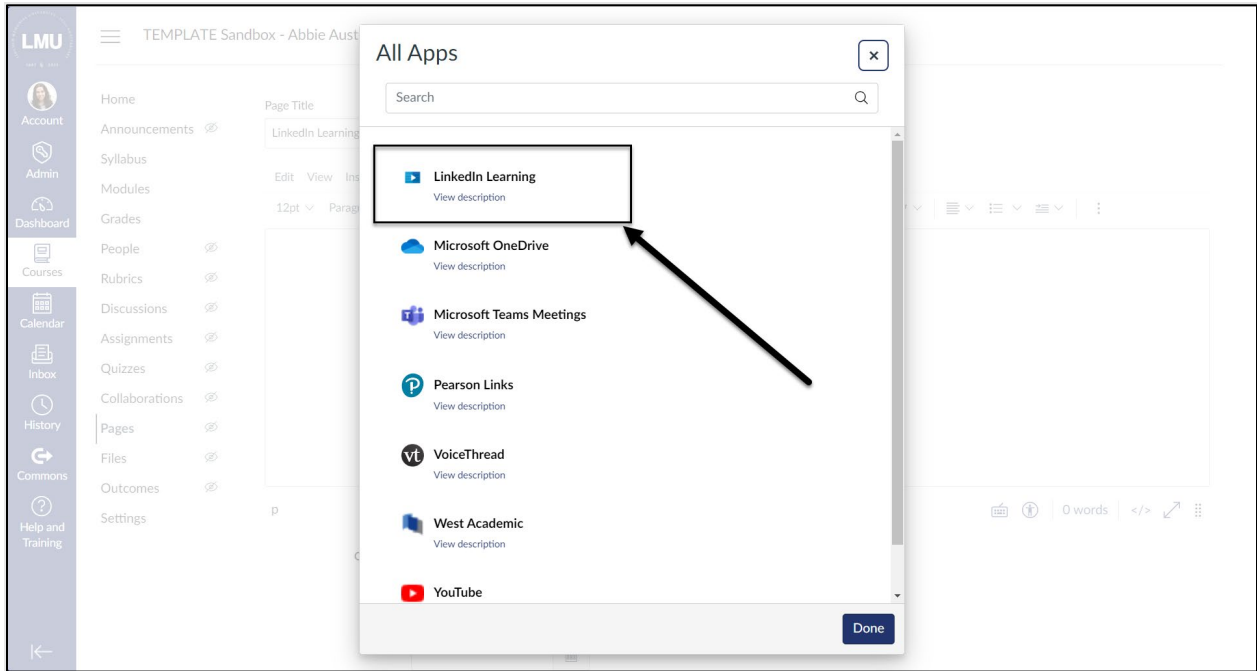 LMU
TEMPLATE Sandbox - Abbie Aust
Account
Admin
Dashboard
Courses
Calendar
Inbox
History
Commons
Help and
Training
Home
Announcements
Syllabus
Modules
Grades
People
Rubrics
Discussions
Assignments
Quizzes
Collaborations
Pages
Files
Outcomes
Settings
Page Title
LinkedIn Learning
Edit View Ins
12pt Paragr
p
0 words </>
All Apps
×
Search
LinkedIn Learning
View description
Microsoft OneDrive
View description
Microsoft Teams Meetings
View description
Pearson Links
View description
vt VoiceThread
View description
West Academic
View description
YouTube
Done